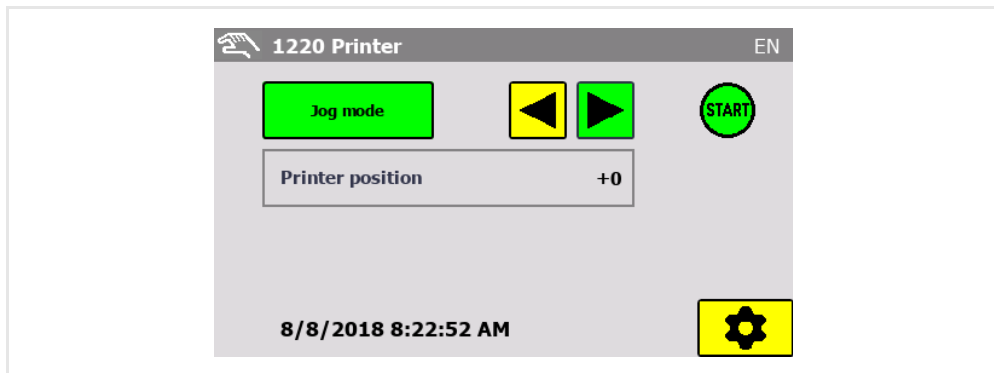 1220 Printer EN
Jog mode START
Printer position +0
8/8/2018 8:22:52 AM